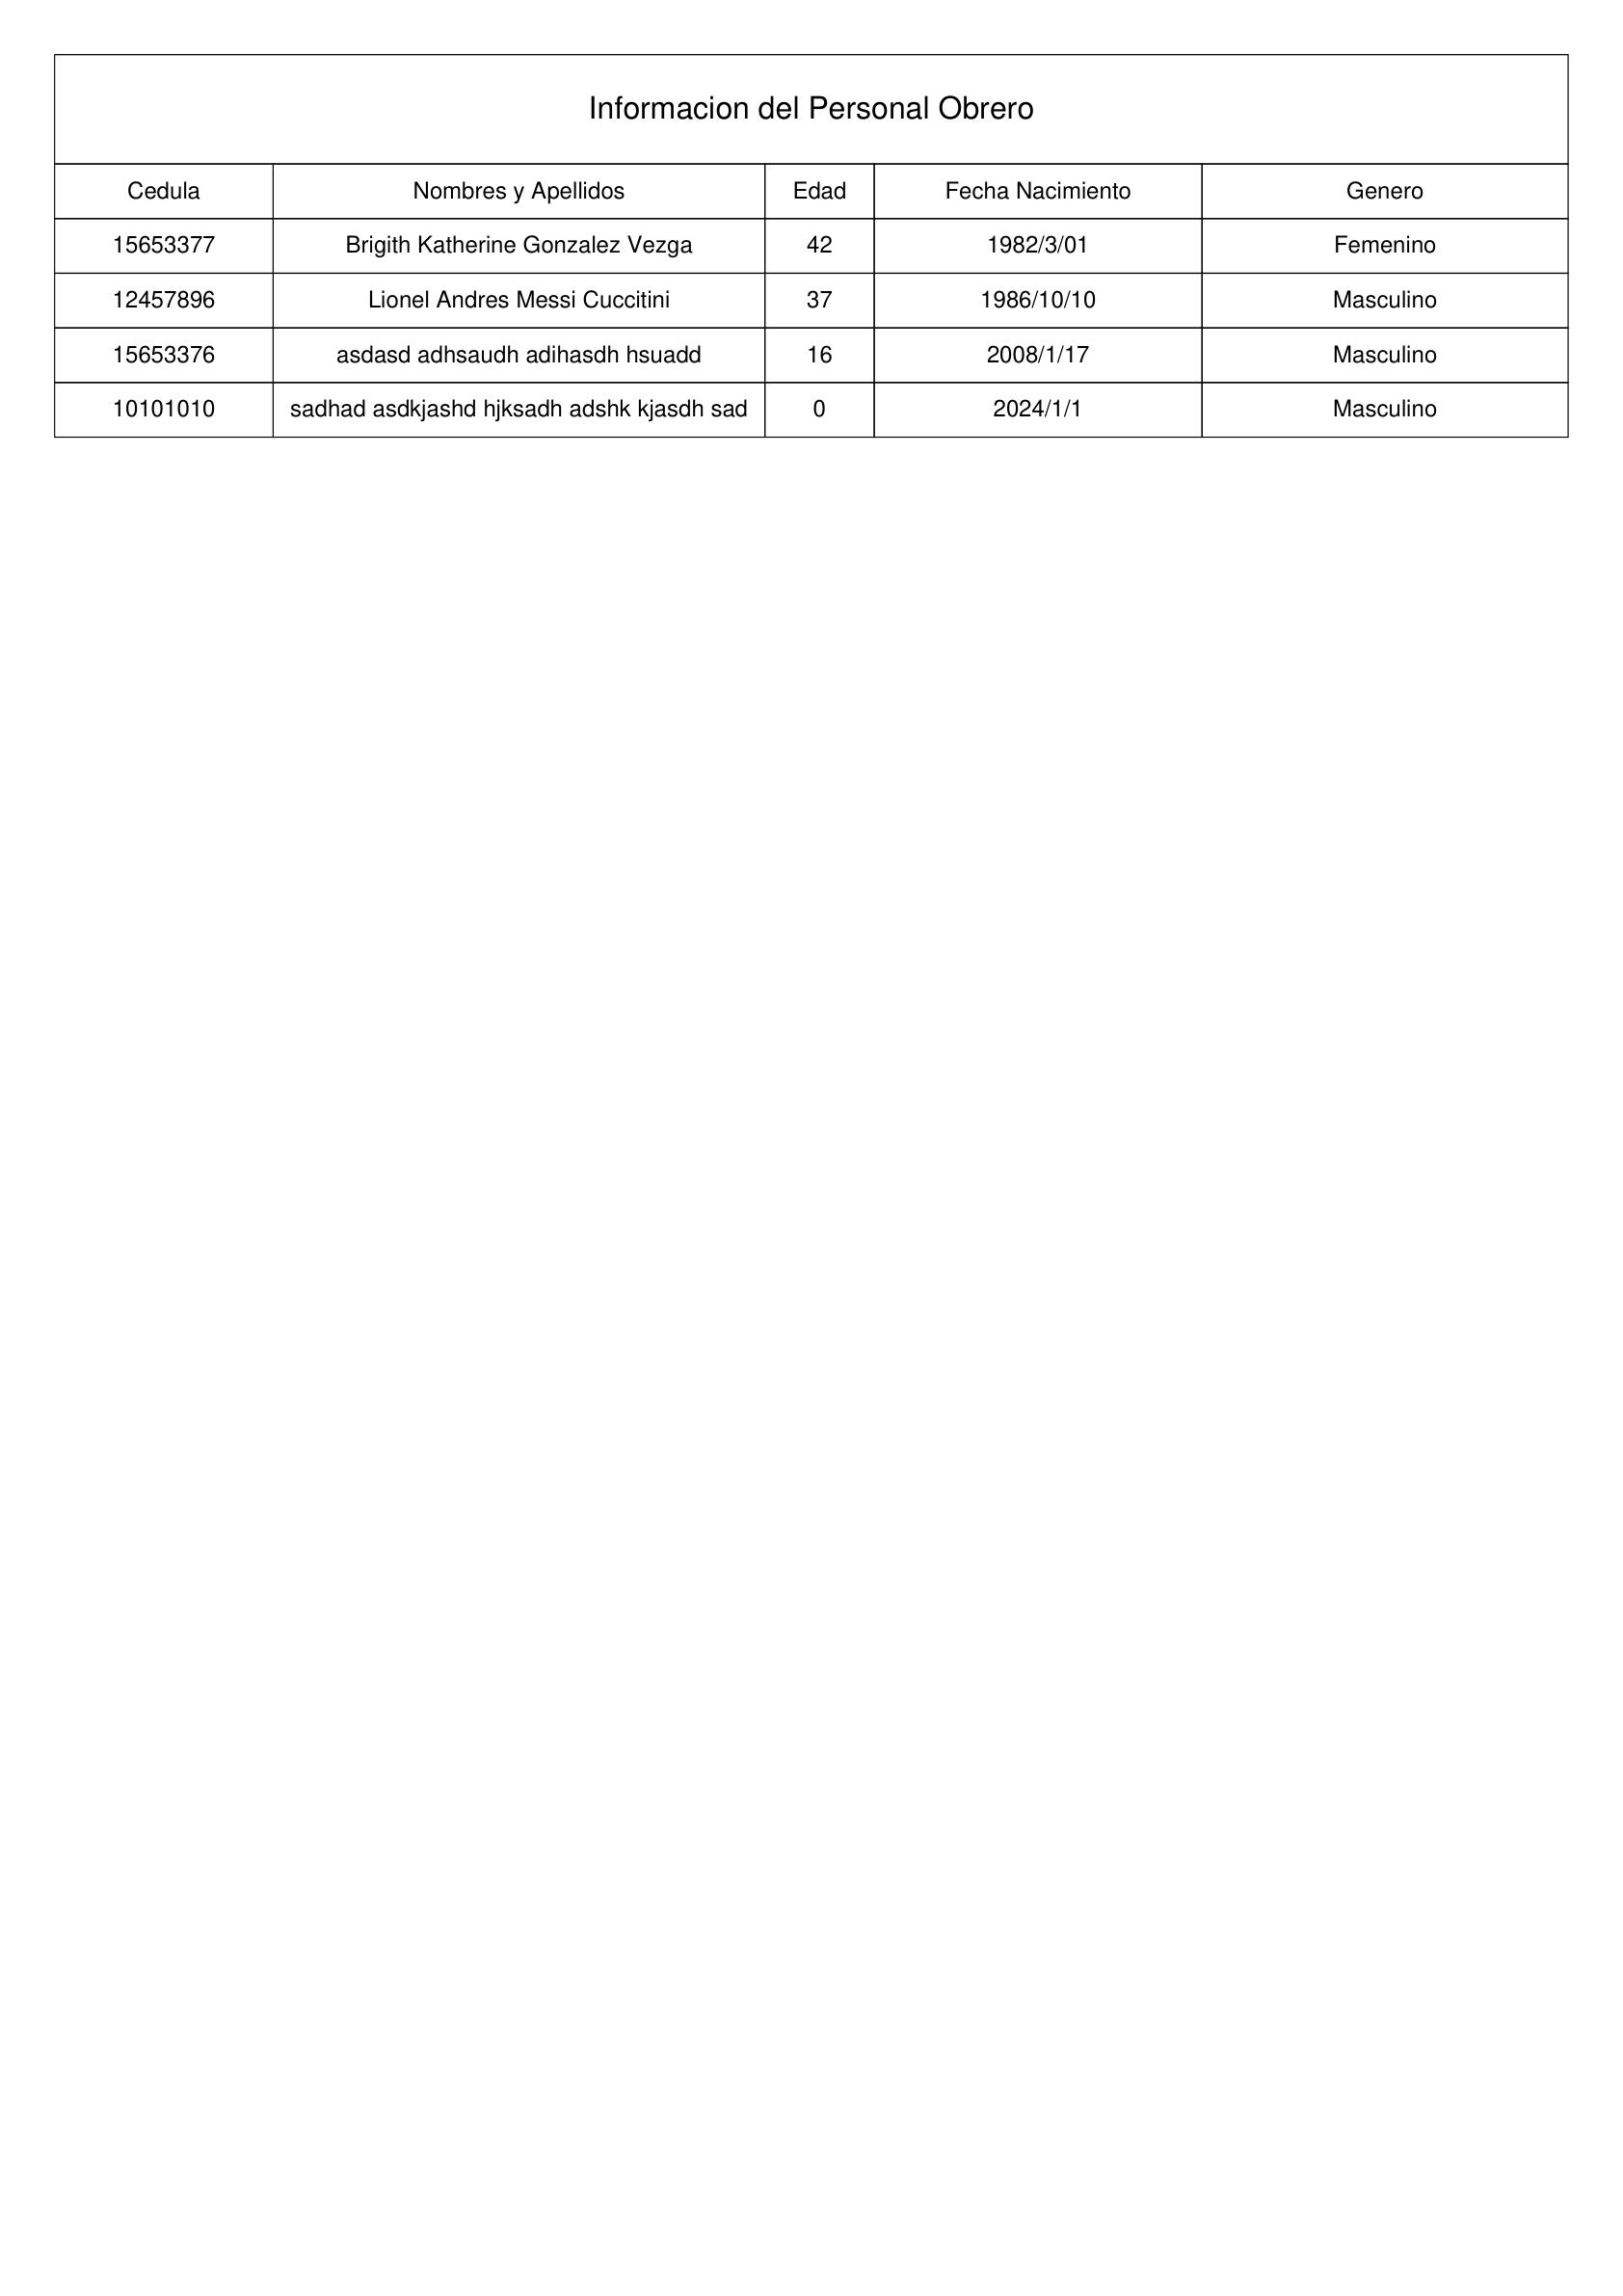 Informacion del Personal Obrero
Cedula Nombres y Apellidos Edad Fecha Nacimiento Genero
15653377 Brigith Katherine Gonzalez Vezga 42 1982/3/01 Femenino
12457896 Lionel Andres Messi Cuccitini 37 1986/10/10 Masculino
15653376 asdasd adhsaudh adihasdh hsuadd 16 2008/1/17 Masculino
10101010 sadhad asdkjashd hjksadh adshk kjasdh sad 0 2024/1/1 Masculino